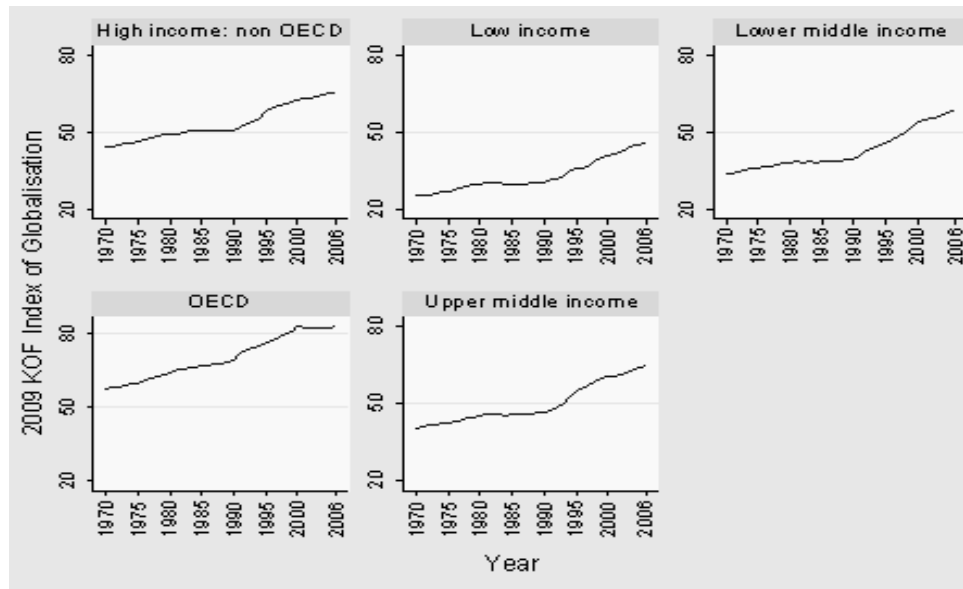 High income: non OECD
Low income
Lower middle income
2009 KOF Index of Globalisation
80
50
20
1970 1975 1980 1985 1990 1995 2000 2006
80
50
20
1970 1975 1980 1985 1990 1995 2000 2006
80
50
20
1970 1975 1980 1985 1990 1995 2000 2006
OECD
Upper middle income
80
50
20
1970 1975 1980 1985 1990 1995 2000 2006
80
50
20
1970 1975 1980 1985 1990 1995 2000 2006
Year